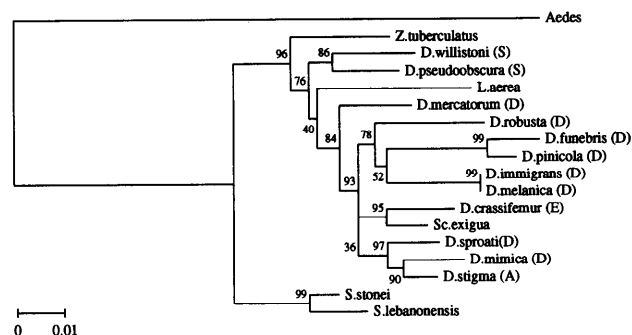 Aedes
Z.tuberculatus
96
86 D.willistoni (S)
D.pseudoobscura (S)
76
L.aerea
D.mercatorum (D)
40
84
D.robusta (D)
78
99 D.funebris (D)
D.pinicola (D)
52
99 D.immigrans (D)
D.melanica (D)
93
95 D.crassifemur (E)
Sc.exigua
36
97 D.sproati(D)
D.mimica (D)
90 D.stigma (A)
99 S.stonei
S.lebanonensis
0 0.01